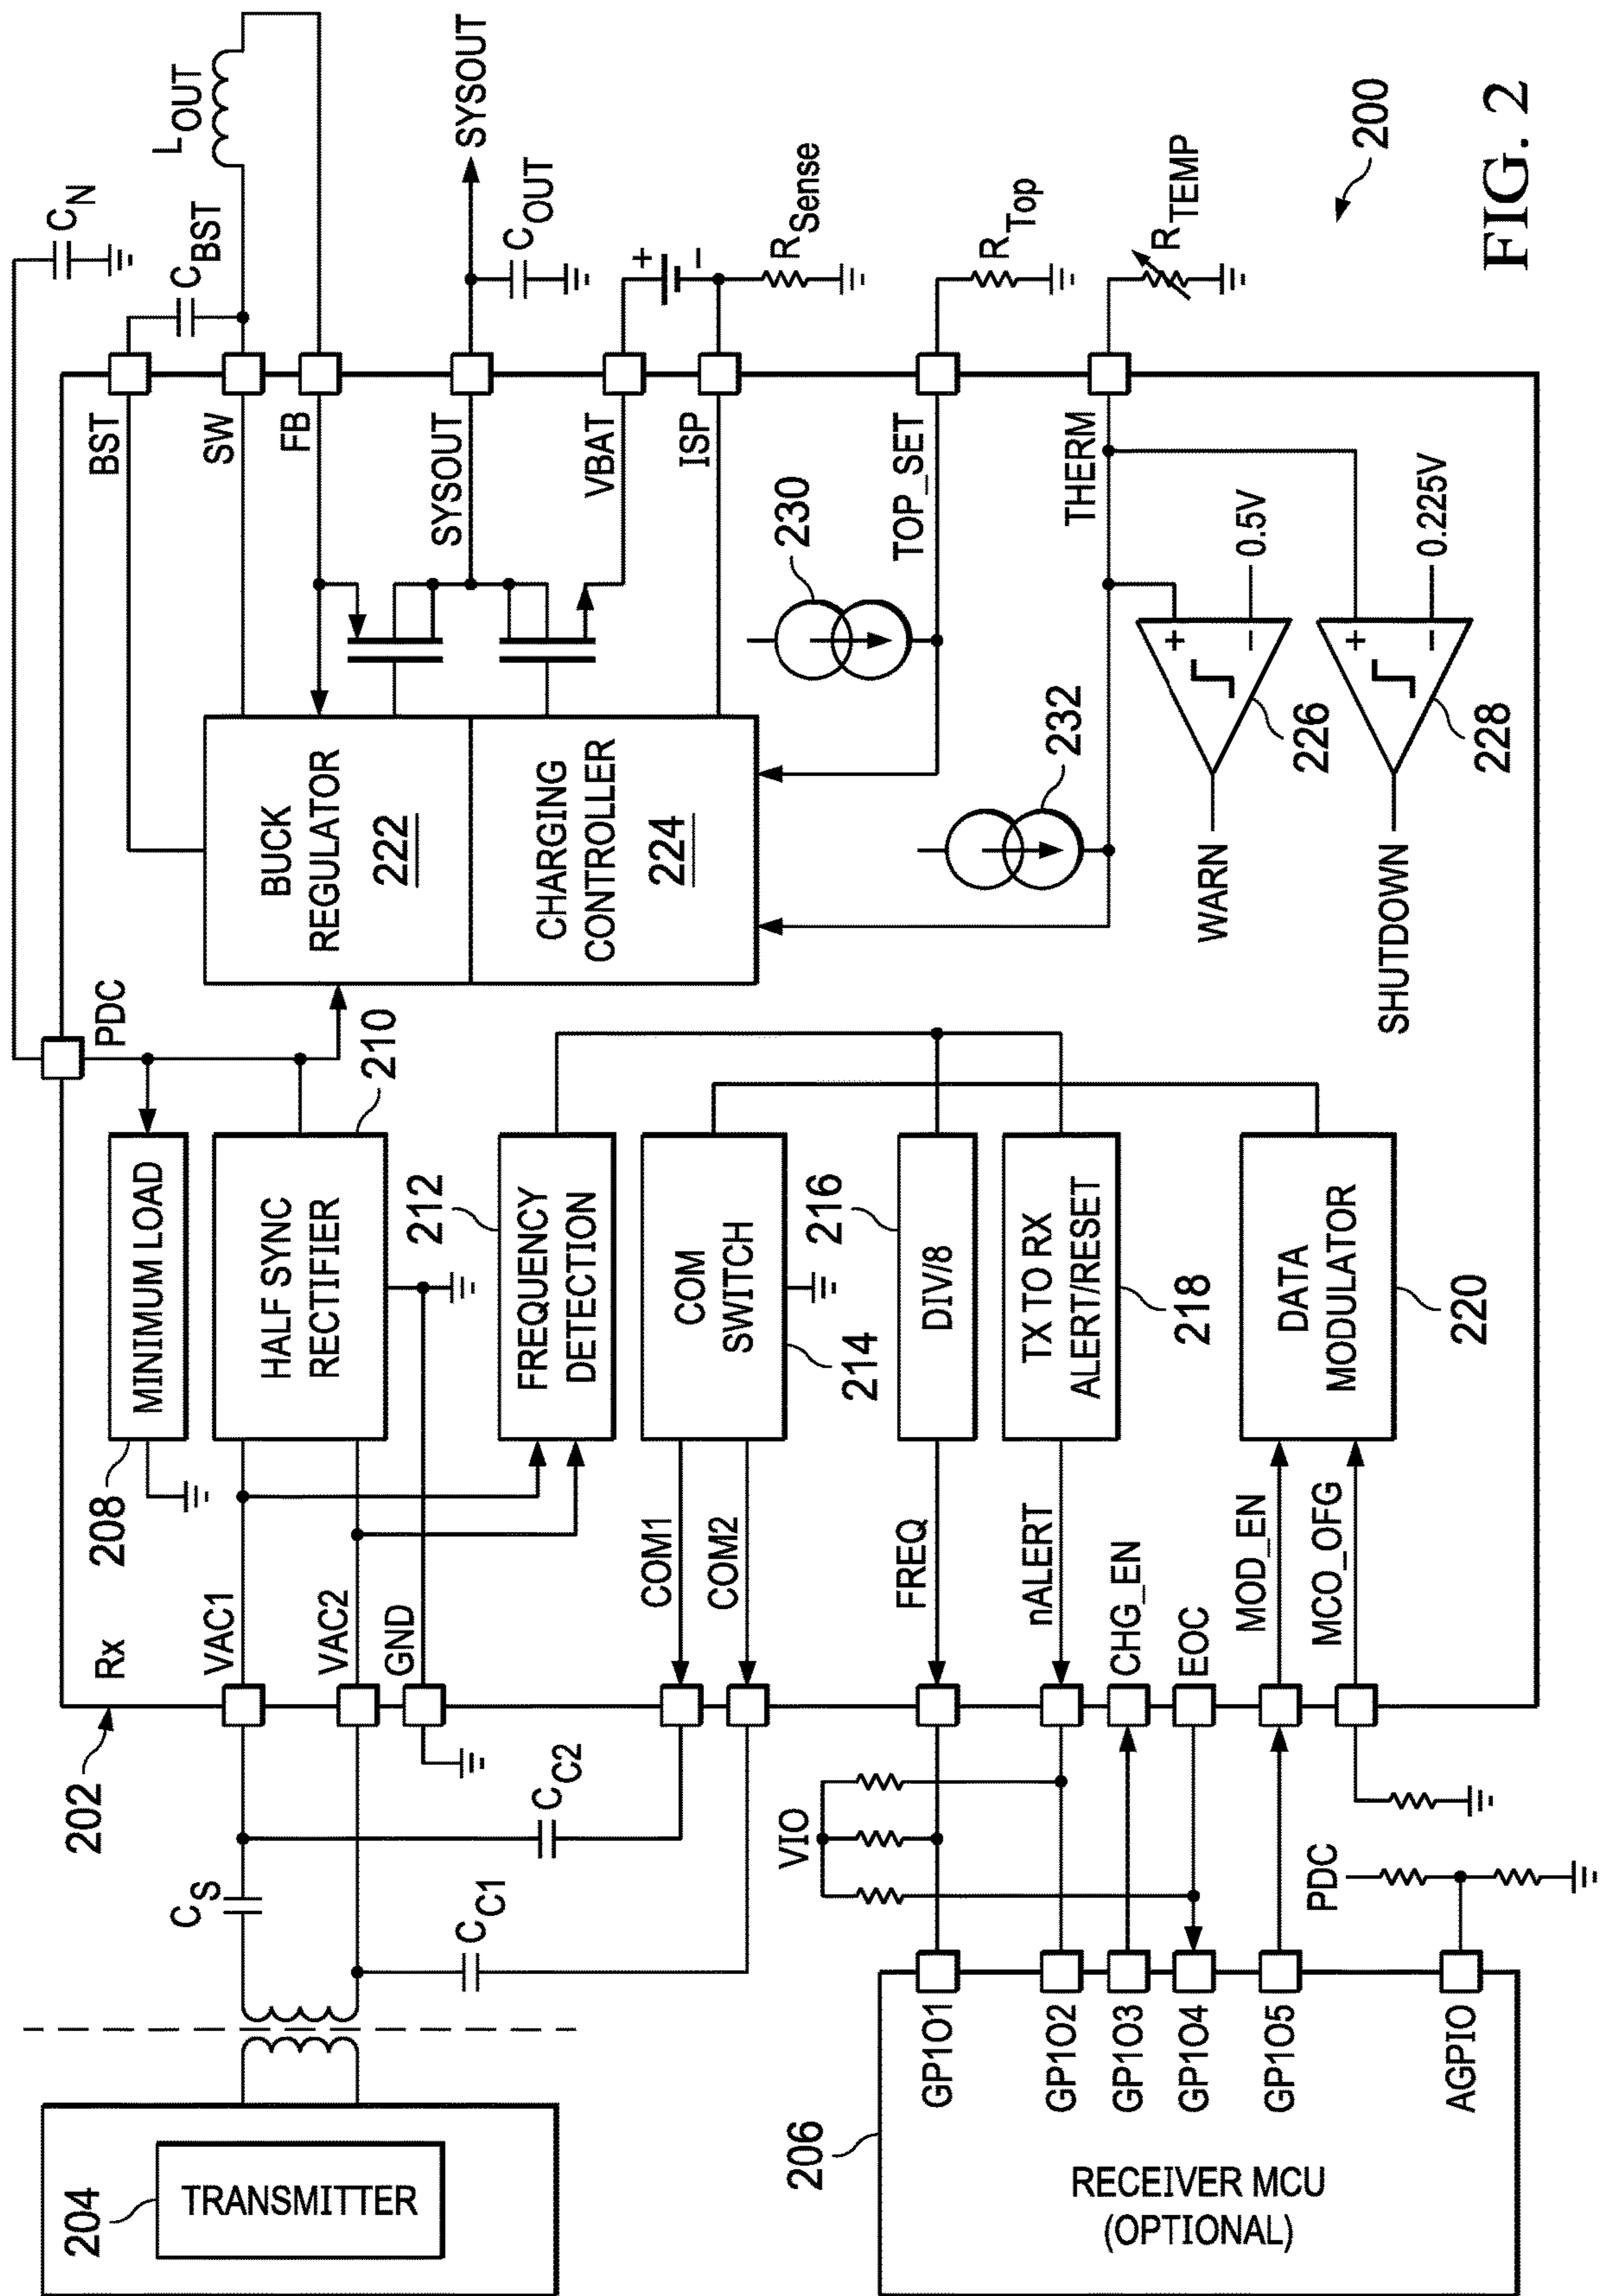 TRANSMITTER
204
202
Rx
C_S
C_C2
C_C1
VAC1
VAC2
GND
COM1
COM2
208
MINIMUM LOAD
HALF SYNC
RECTIFIER
210
212
FREQUENCY
DETECTION
COM
SWITCH
214
216
DIV/8
TX TO RX
ALERT/RESET
218
DATA
MODULATOR
220
FREQ
nALERT
CHG_EN
EOC
MOD_EN
MCO_OFG
VIO
PDC
206
RECEIVER MCU
(OPTIONAL)
GP1O1
GP1O2
GP1O3
GP1O4
GP1O5
AGPIO
PDC
BUCK
REGULATOR
222
CHARGING
CONTROLLER
224
BST
SW
FB
SYSOUT
VBAT
ISP
TOP_SET
THERM
230
232
+
–
0.5V
226
WARN
+
–
0.225V
228
SHUTDOWN
C_N
C_BST
L_OUT
SYSOUT
C_OUT
+
–
R_Sense
R_Top
R_TEMP
200
FIG. 2